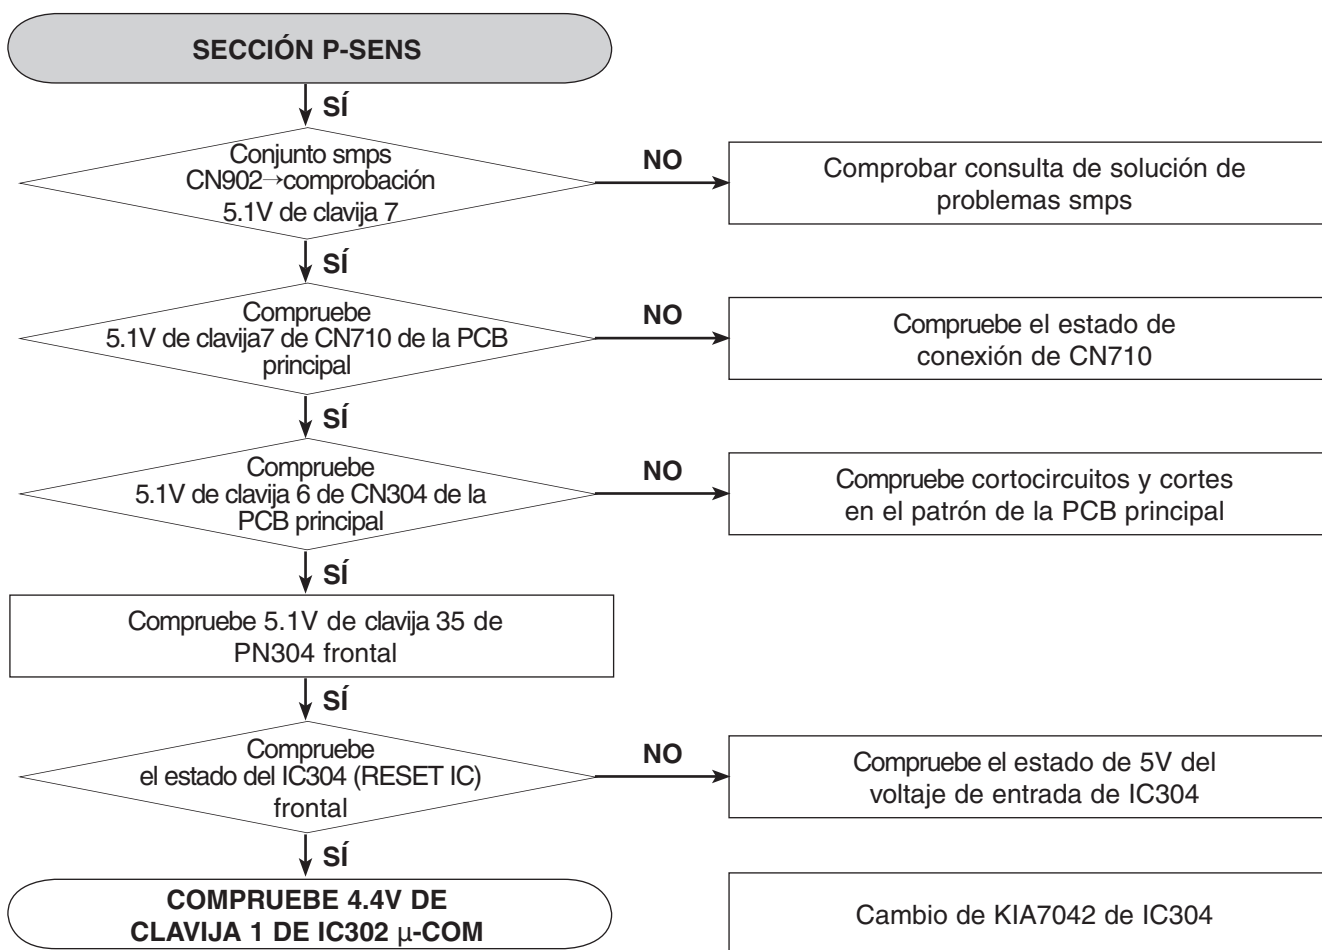 SECCIÓN P-SENS
SÍ
Conjunto smps
CN902→comprobación
5.1V de clavija 7
NO
Comprobar consulta de solución de
problemas smps
SÍ
Compruebe
5.1V de clavija7 de CN710 de la PCB
principal
NO
Compruebe el estado de
conexión de CN710
SÍ
Compruebe
5.1V de clavija 6 de CN304 de la
PCB principal
NO
Compruebe cortocircuitos y cortes
en el patrón de la PCB principal
SÍ
Compruebe 5.1V de clavija 35 de
PN304 frontal
SÍ
Compruebe
el estado del IC304 (RESET IC)
frontal
NO
Compruebe el estado de 5V del
voltaje de entrada de IC304
SÍ
COMPRUEBE 4.4V DE
CLAVIJA 1 DE IC302 μ-COM
Cambio de KIA7042 de IC304